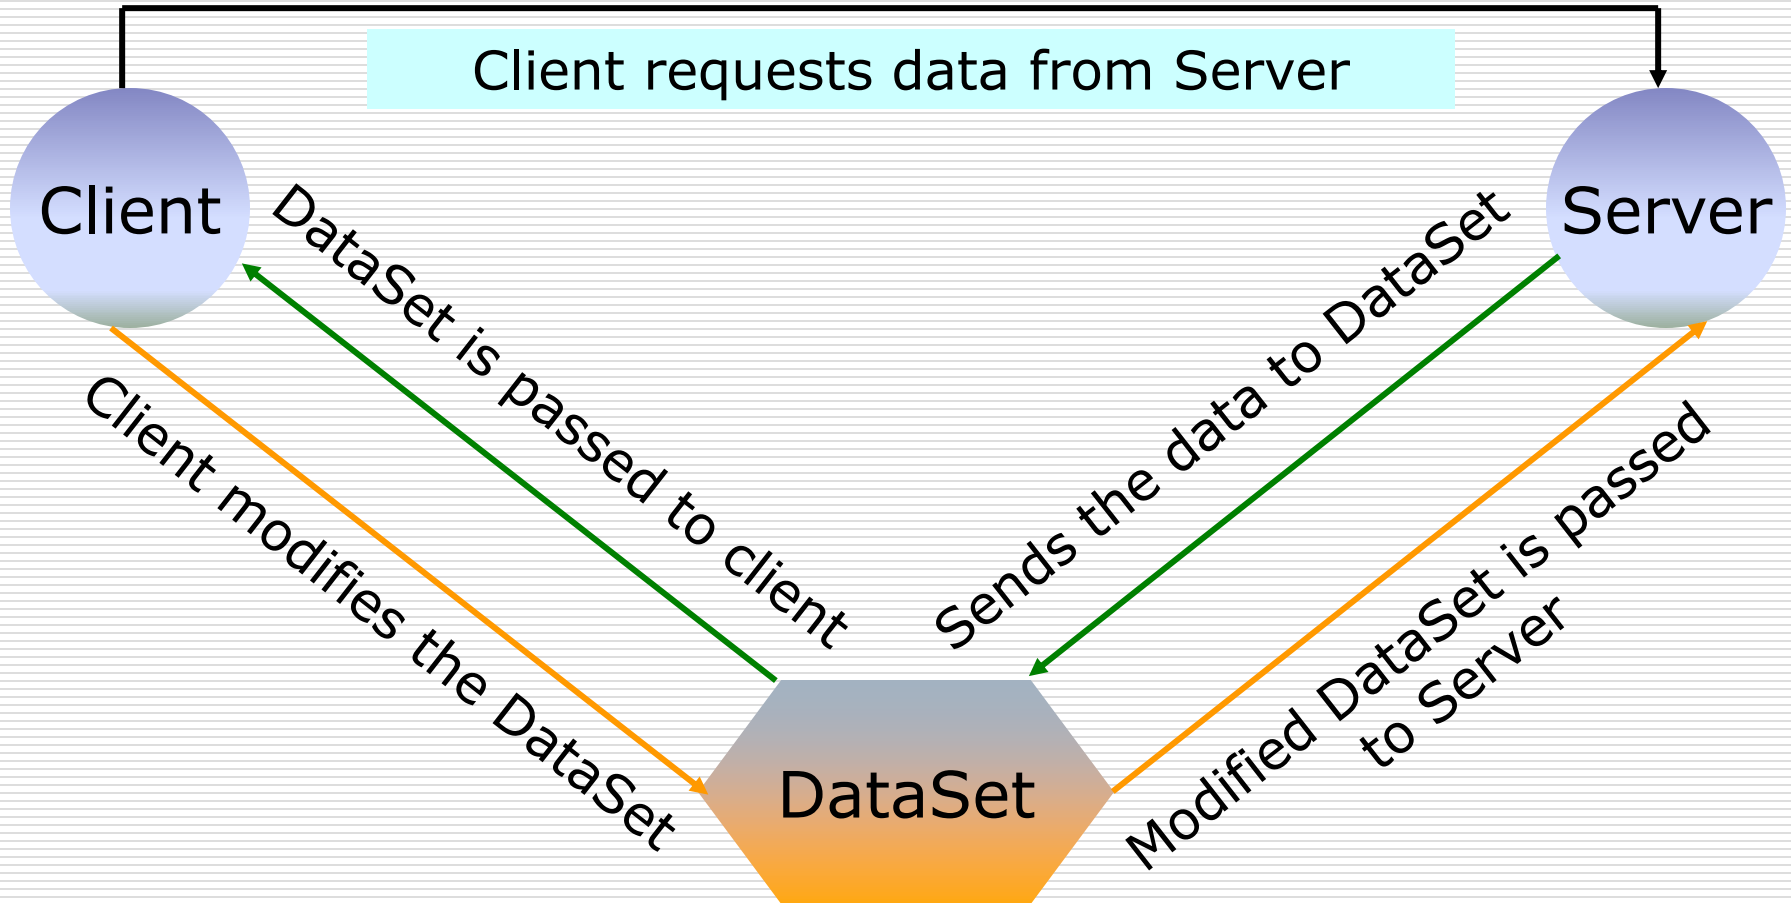 Client requests data from Server
Client
Server
DataSet is passed to client
Sends the data to DataSet
Client modifies the DataSet
Modified DataSet is passed
to Server
DataSet